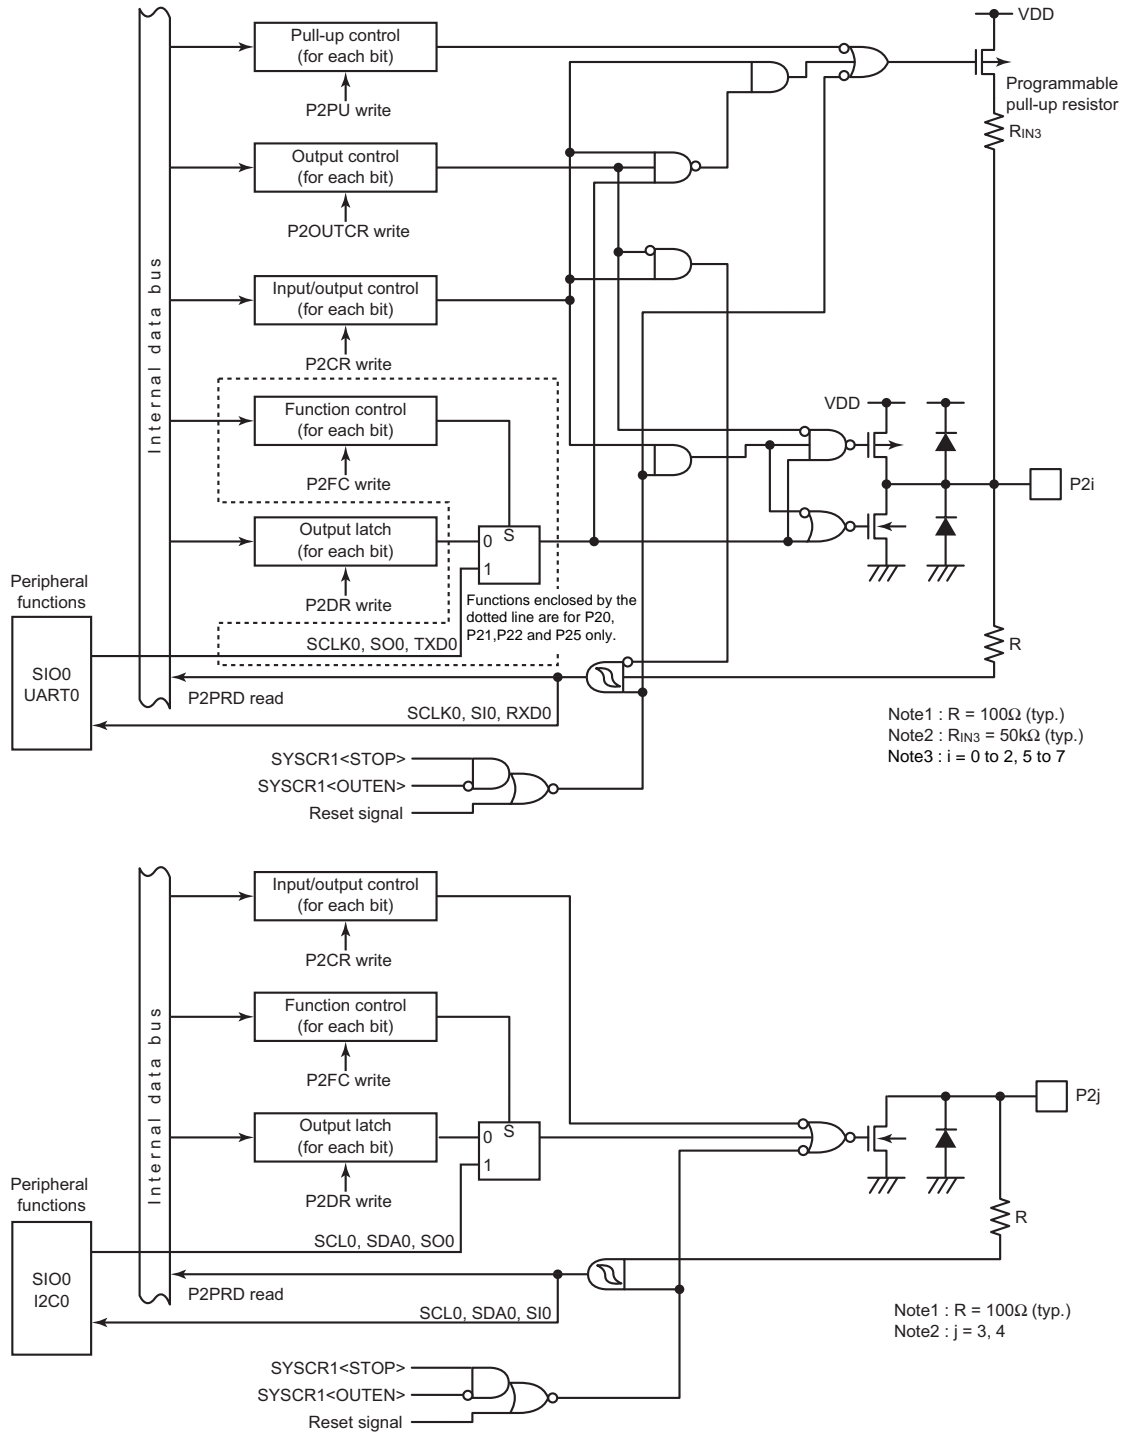 VDD
Pull-up control
(for each bit)
P2PU write
Programmable
pull-up resistor
RIN3
Output control
(for each bit)
P2OUTCR write
Internal data bus
Input/output control
(for each bit)
P2CR write
Function control
(for each bit)
P2FC write
VDD
P2i
Output latch
(for each bit)
P2DR write
0
S
1
Functions enclosed by the
dotted line are for P20,
P21,P22 and P25 only.
Peripheral
functions
SIO0
UART0
SCLK0, SO0, TXD0
R
P2PRD read
SCLK0, SI0, RXD0
Note1 : R = 100Ω (typ.)
Note2 : RIN3 = 50kΩ (typ.)
Note3 : i = 0 to 2, 5 to 7
SYSCR1<STOP>
SYSCR1<OUTEN>
Reset signal
Internal data bus
Input/output control
(for each bit)
P2CR write
Function control
(for each bit)
P2FC write
P2j
Output latch
(for each bit)
P2DR write
0
S
1
Peripheral
functions
SIO0
I2C0
SCL0, SDA0, SO0
R
P2PRD read
SCL0, SDA0, SI0
Note1 : R = 100Ω (typ.)
Note2 : j = 3, 4
SYSCR1<STOP>
SYSCR1<OUTEN>
Reset signal